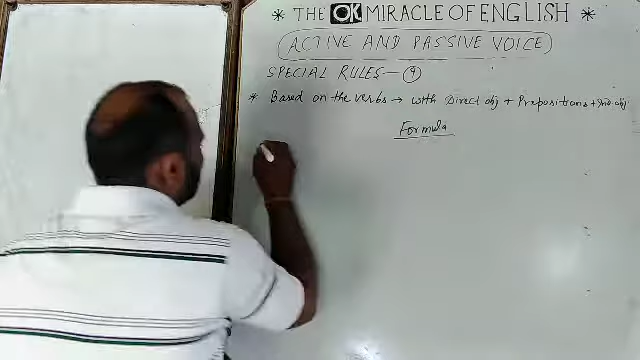 * THE OK MIRACLE OF ENGLISH *
ACTIVE AND PASSIVE VOICE
SPECIAL RULES - 9
* Based on the verbs → with Direct obj + Prepositions + obj
Formula